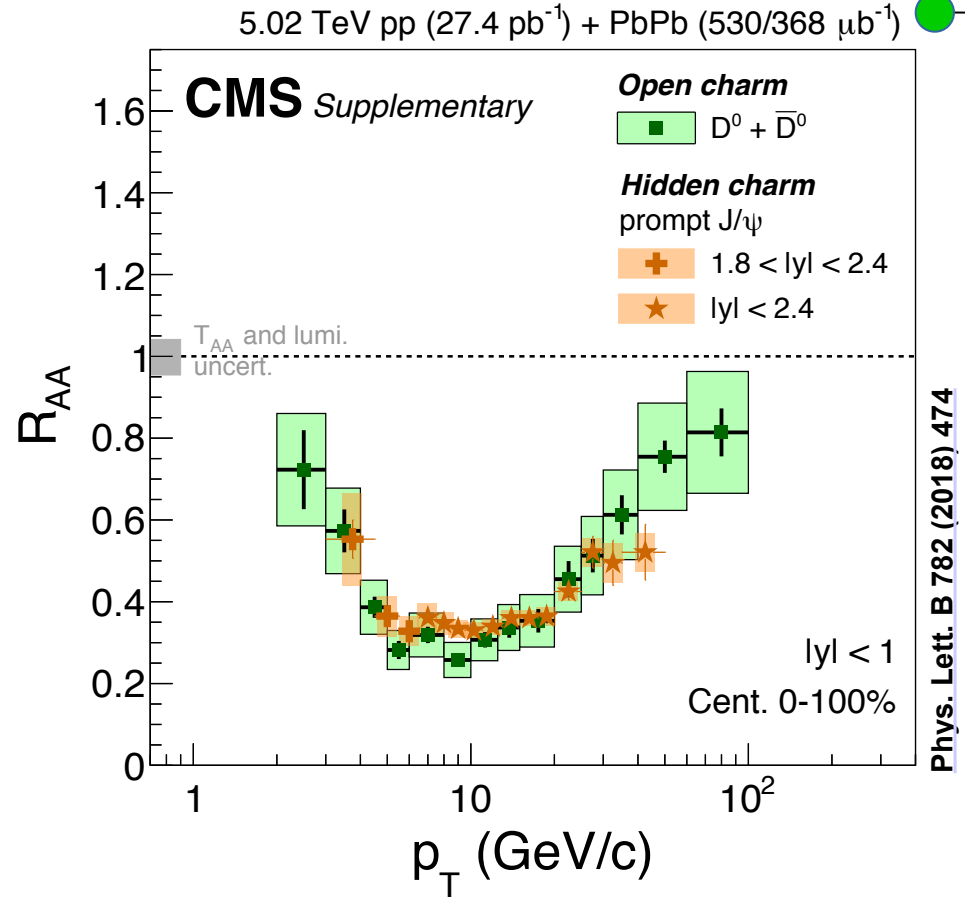 5.02 TeV pp (27.4 pb⁻¹) + PbPb (530/368 μb⁻¹)
CMS Supplementary
Open charm
D⁰ + D̅⁰
Hidden charm
prompt J/ψ
1.8 < |y| < 2.4
|y| < 2.4
T_AA and lumi.
uncert.
|y| < 1
Cent. 0-100%
R_AA
1.6
1.4
1.2
1
0.8
0.6
0.4
0.2
0
1
10
10²
p_T (GeV/c)
Phys. Lett. B 782 (2018) 474